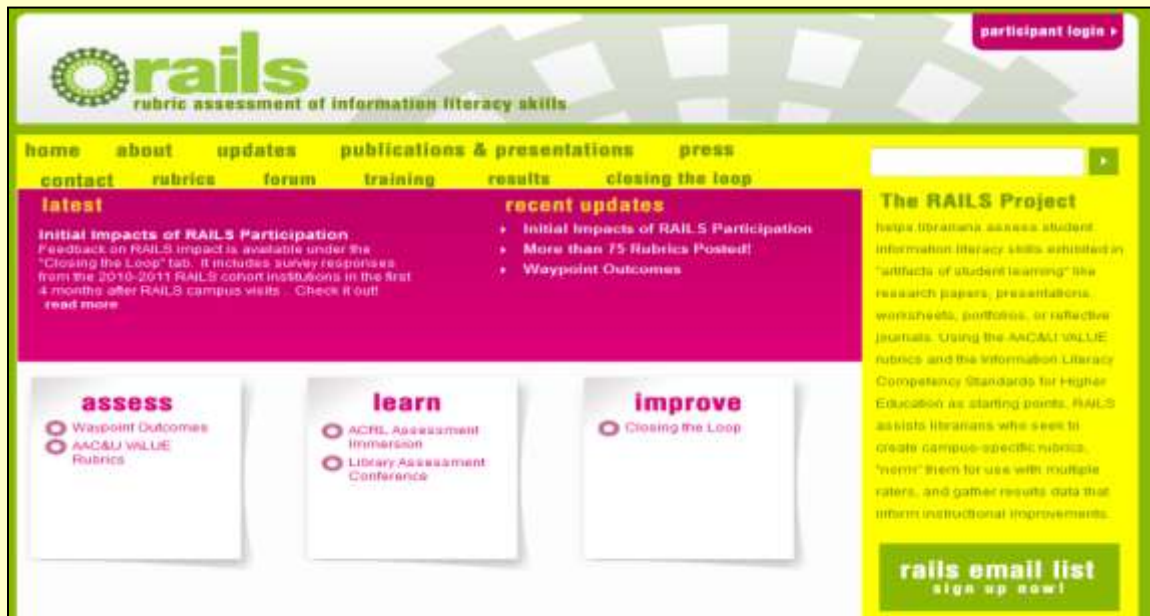 participant login
rails
rubric assessment of information literacy skills
home about updates publications & presentations press
contact rubrics forum training results closing the loop
latest
Initial Impacts of RAILS Participation
Feedback on RAILS impact is available under the
"Closing the Loop" tab. It includes survey responses
from the 2010-2011 RAILS cohort institutions in the first
4 months after RAILS campus visits. Check it out!
read more
recent updates
Initial Impacts of RAILS Participation
More than 75 Rubrics Posted!
Waypoint Outcomes
assess
Waypoint Outcomes
AAC&U VALUE
Rubrics
learn
ACRL Assessment
Immersion
Library Assessment
Conference
improve
Closing the Loop
The RAILS Project
helps librarians assess student
information literacy skills exhibited in
"artifacts of student learning" like
research papers, presentations,
worksheets, portfolios, or reflective
journals. Using the AAC&U VALUE
rubrics and the Information Literacy
Competency Standards for Higher
Education as starting points, RAILS
assists librarians who seek to
create campus-specific rubrics,
"norm" them for use with multiple
raters, and gather results data that
inform instructional improvements.
rails email list
sign up now!